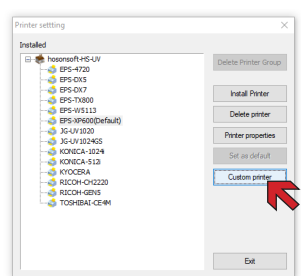 Printer settting
Installed
hosonsoft-HS-UV
EPS-4720
EPS-DX5
EPS-DX7
EPS-TX800
EPS-W5113
EPS-XP600(Default)
JG-UV1020
JG-UV1024GS
KONICA-1024i
KONICA-512i
KYOCERA
RICOH-CH2220
RICOH-GEN5
TOSHIBAI-CE4M
Delete Printer Group
Install Printer
Delete printer
Printer properties
Set as default
Custom printer
Exit